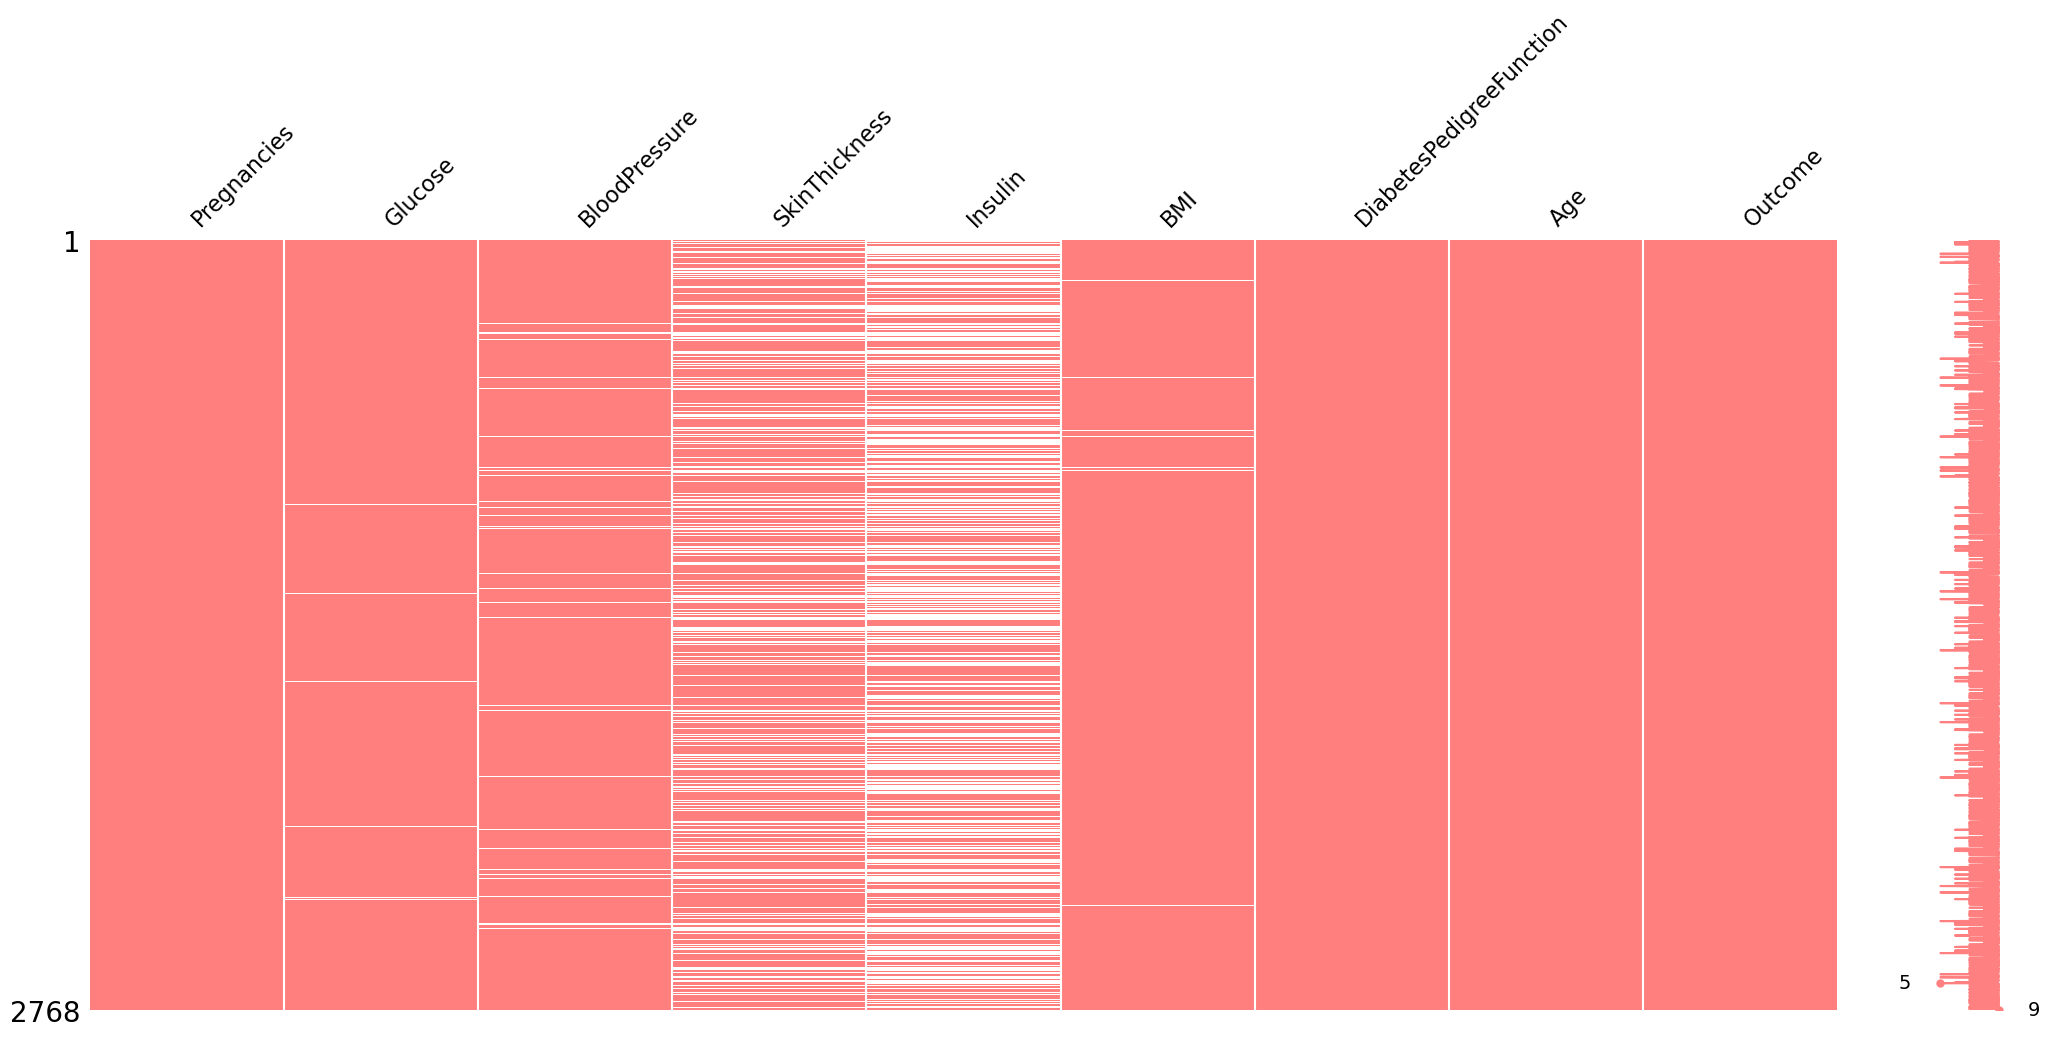 Pregnancies
Glucose
BloodPressure
SkinThickness
Insulin
BMI
DiabetesPedigreeFunction
Age
Outcome
1
2768
5
9